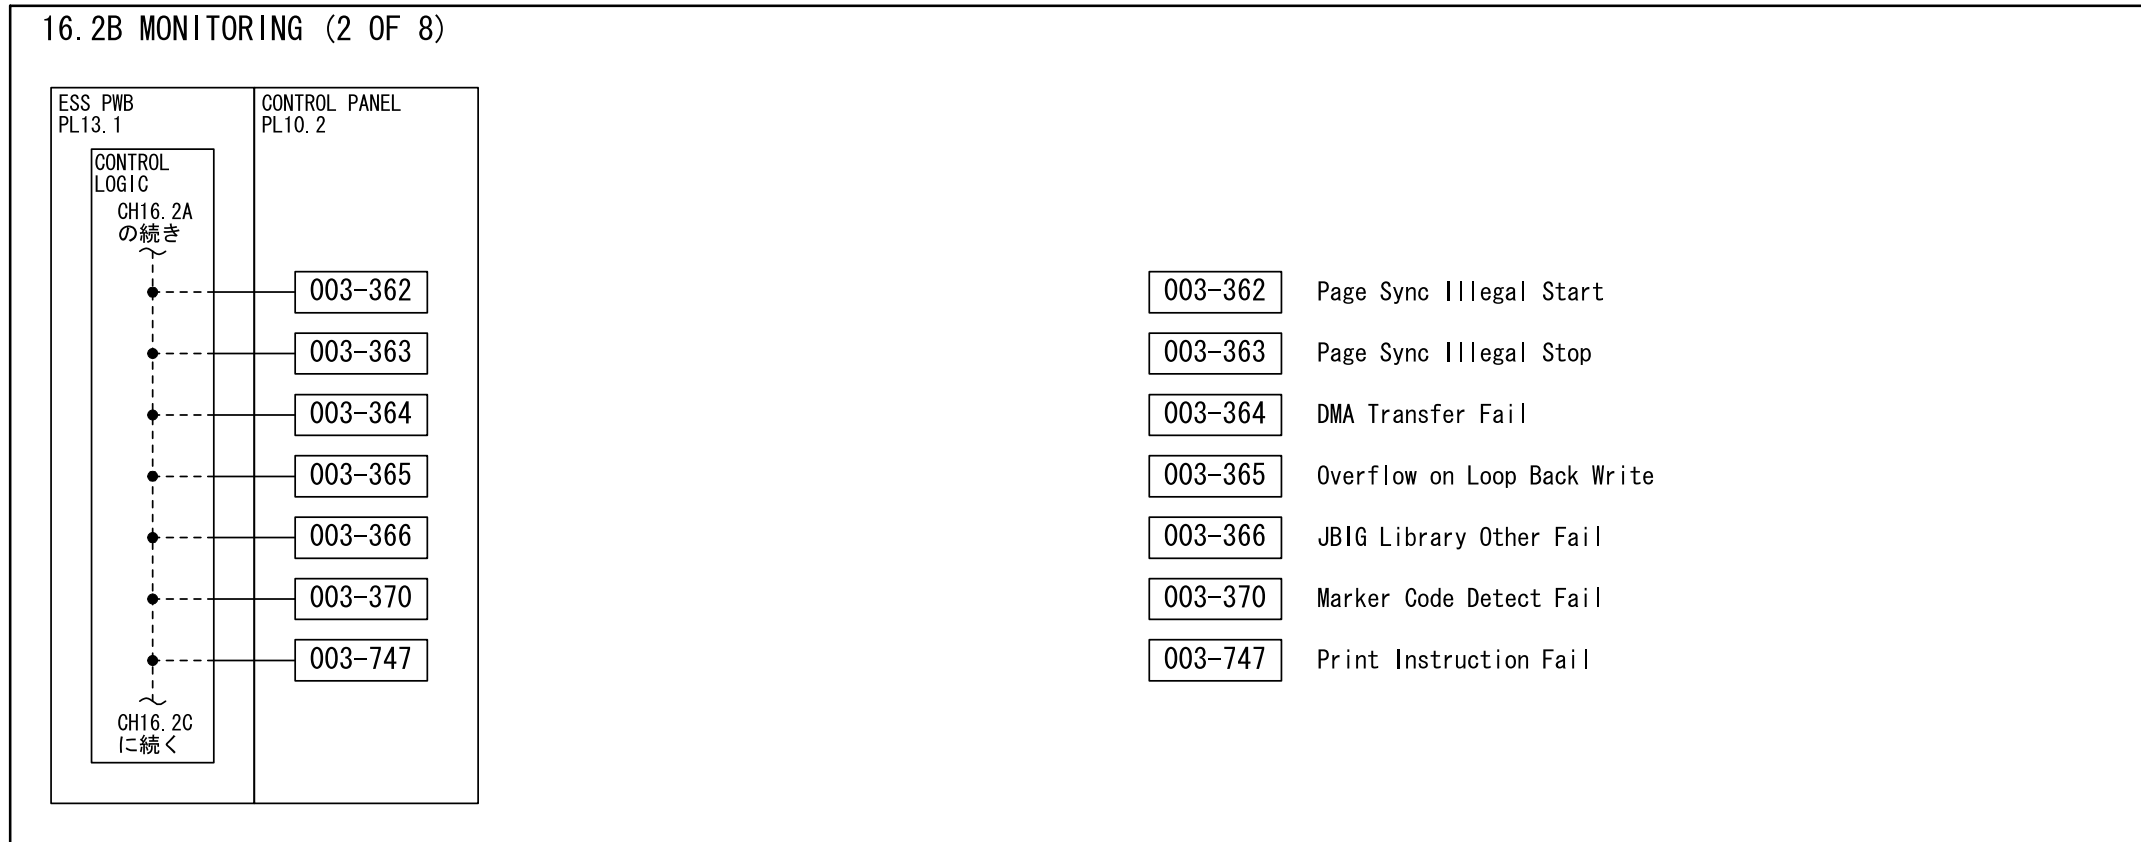 16.2B MONITORING (2 OF 8)
ESS PWB
PL13.1
CONTROL PANEL
PL10.2
CONTROL
LOGIC
CH16.2A
の続き
003-362
003-363
003-364
003-365
003-366
003-370
003-747
CH16.2C
に続く
003-362 Page Sync Illegal Start
003-363 Page Sync Illegal Stop
003-364 DMA Transfer Fail
003-365 Overflow on Loop Back Write
003-366 JBIG Library Other Fail
003-370 Marker Code Detect Fail
003-747 Print Instruction Fail